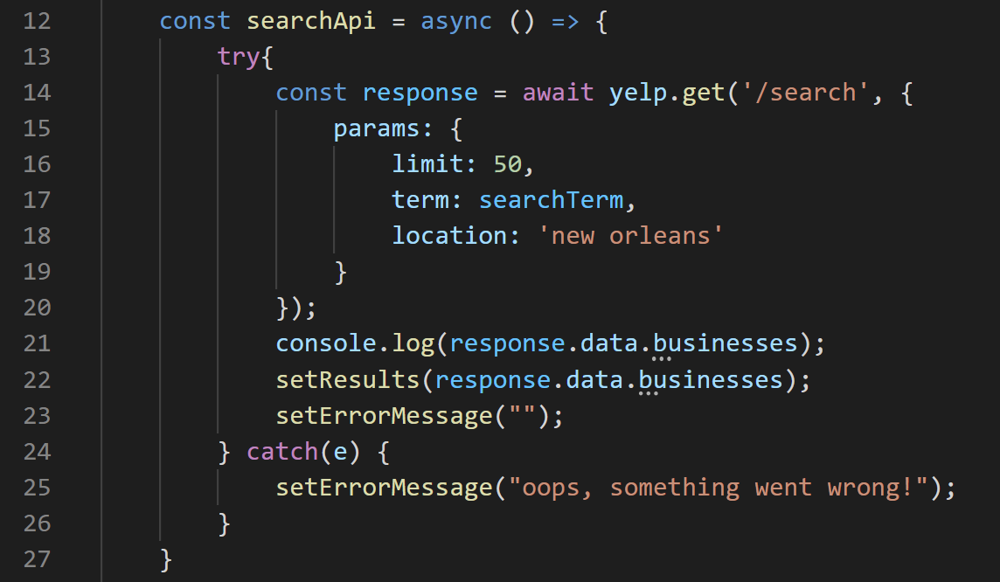 12 const searchApi = async () => {
13 try{
14 const response = await yelp.get('/search', {
15 params: {
16 limit: 50,
17 term: searchTerm,
18 location: 'new orleans'
19 }
20 });
21 console.log(response.data.businesses);
22 setResults(response.data.businesses);
23 setErrorMessage("");
24 } catch(e) {
25 setErrorMessage("oops, something went wrong!");
26 }
27 }